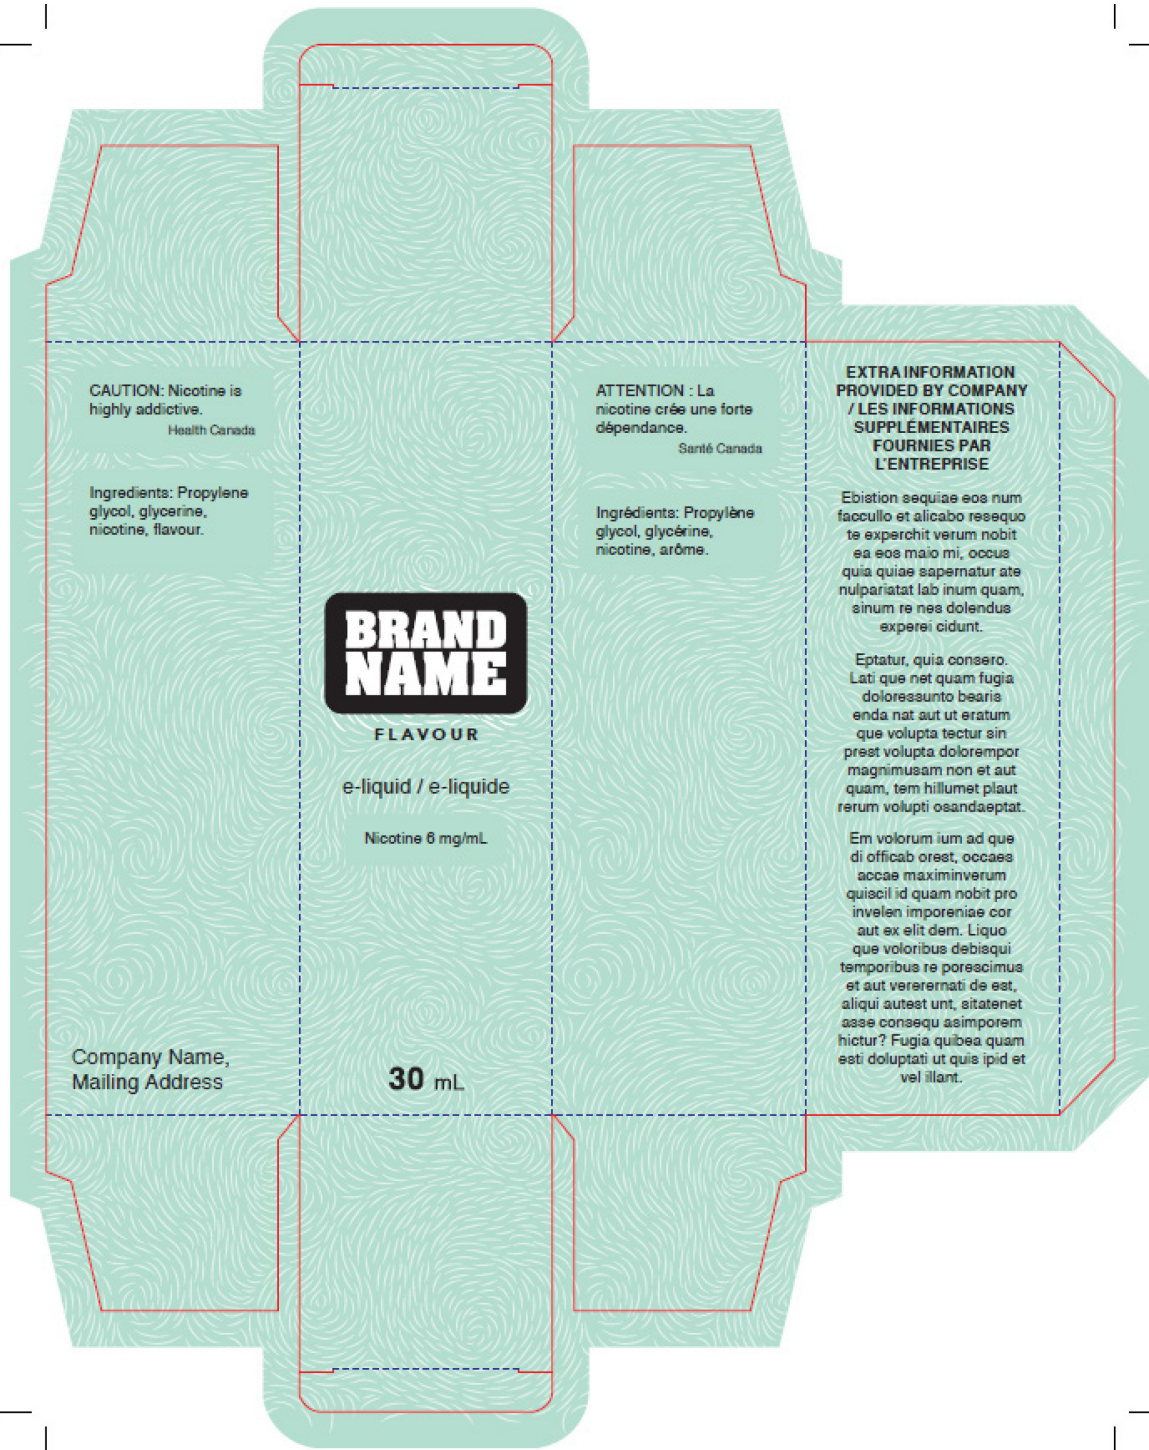 CAUTION: Nicotine is
highly addictive.
Health Canada
Ingredients: Propylene
glycol, glycerine,
nicotine, flavour.
Company Name,
Mailing Address
BRAND
NAME
FLAVOUR
e-liquid / e-liquide
Nicotine 6 mg/mL
30 mL
ATTENTION : La
nicotine crée une forte
dépendance.
Santé Canada
Ingrédients: Propylène
glycol, glycérine,
nicotine, arôme.
EXTRA INFORMATION
PROVIDED BY COMPANY
/ LES INFORMATIONS
SUPPLÉMENTAIRES
FOURNIES PAR
L'ENTREPRISE
Ebistion sequiae eos num
faccullo et alicabo resequo
te experchit verum nobit
ea eos maio mi, occus
quia quiae sapernatur ate
nulpariatat lab inum quam,
sinum re nes dolendus
experei cidunt.
Eptatur, quia consero.
Lati que net quam fugia
doloressunto bearis
enda nat aut ut eratum
que volupta tectur sin
prest volupta dolorempor
magnimusam non et aut
quam, tem hillumet plaut
rerum volupti osandaeptat.
Em volorum ium ad que
di officab orest, occaes
accae maximinverum
quiscil id quam nobit pro
invelen imporeniae cor
aut ex elit dem. Liquo
que voloribus debisqui
temporibus re porescimus
et aut vererernati de est,
aliqui autest unt, sitatenet
asse consequ asimporem
hictur? Fugia quibea quam
esti doluptati ut quis ipid et
vel illant.